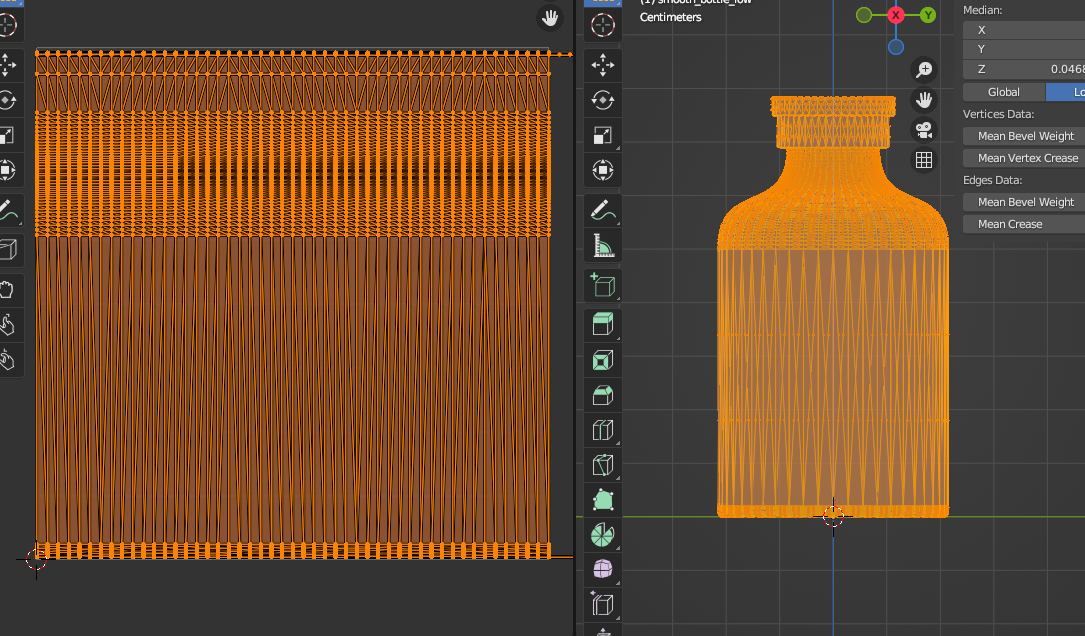 (1) smooth_bottle_low
Centimeters
X
Y
Median:
X
Y
Z 0.0468
Global
Lo
Vertices Data:
Mean Bevel Weight
Mean Vertex Crease
Edges Data:
Mean Bevel Weight
Mean Crease